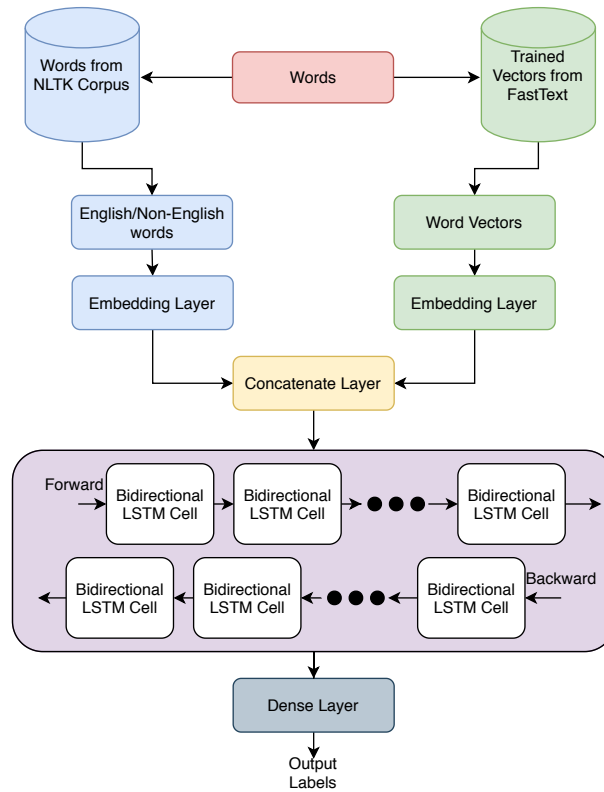 Words from
NLTK Corpus
Words
Trained
Vectors from
FastText
English/Non-English
words
Word Vectors
Embedding Layer
Embedding Layer
Concatenate Layer
Forward
Bidirectional
LSTM Cell
Bidirectional
LSTM Cell
Bidirectional
LSTM Cell
Bidirectional
LSTM Cell
Bidirectional
LSTM Cell
Bidirectional
LSTM Cell
Backward
Dense Layer
Output
Labels